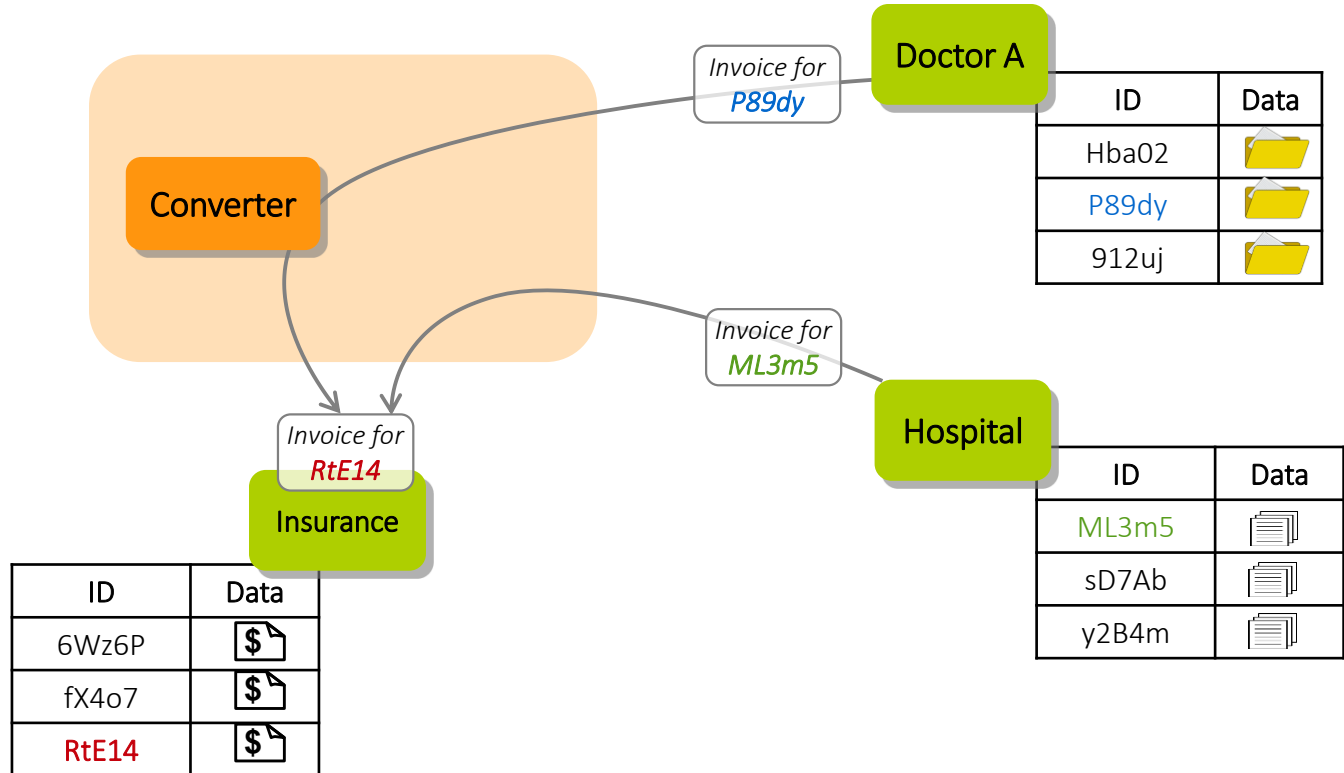 Invoice for
P89dy
Doctor A
ID Data
Hba02
P89dy
912uj
Converter
Invoice for
ML3m5
Hospital
ID Data
ML3m5
sD7Ab
y2B4m
Invoice for
RtE14
Insurance
ID Data
6Wz6P $
fX4o7 $
RtE14 $